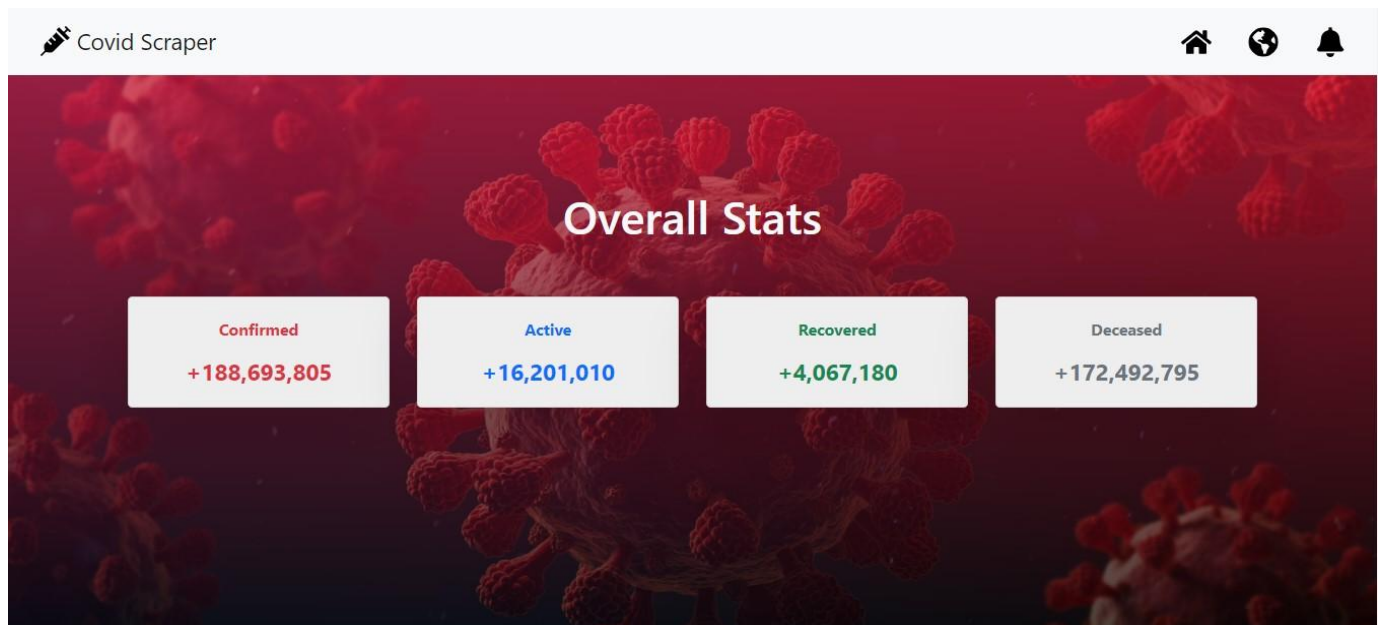 Covid Scraper
Overall Stats
Confirmed
+188,693,805
Active
+16,201,010
Recovered
+4,067,180
Deceased
+172,492,795